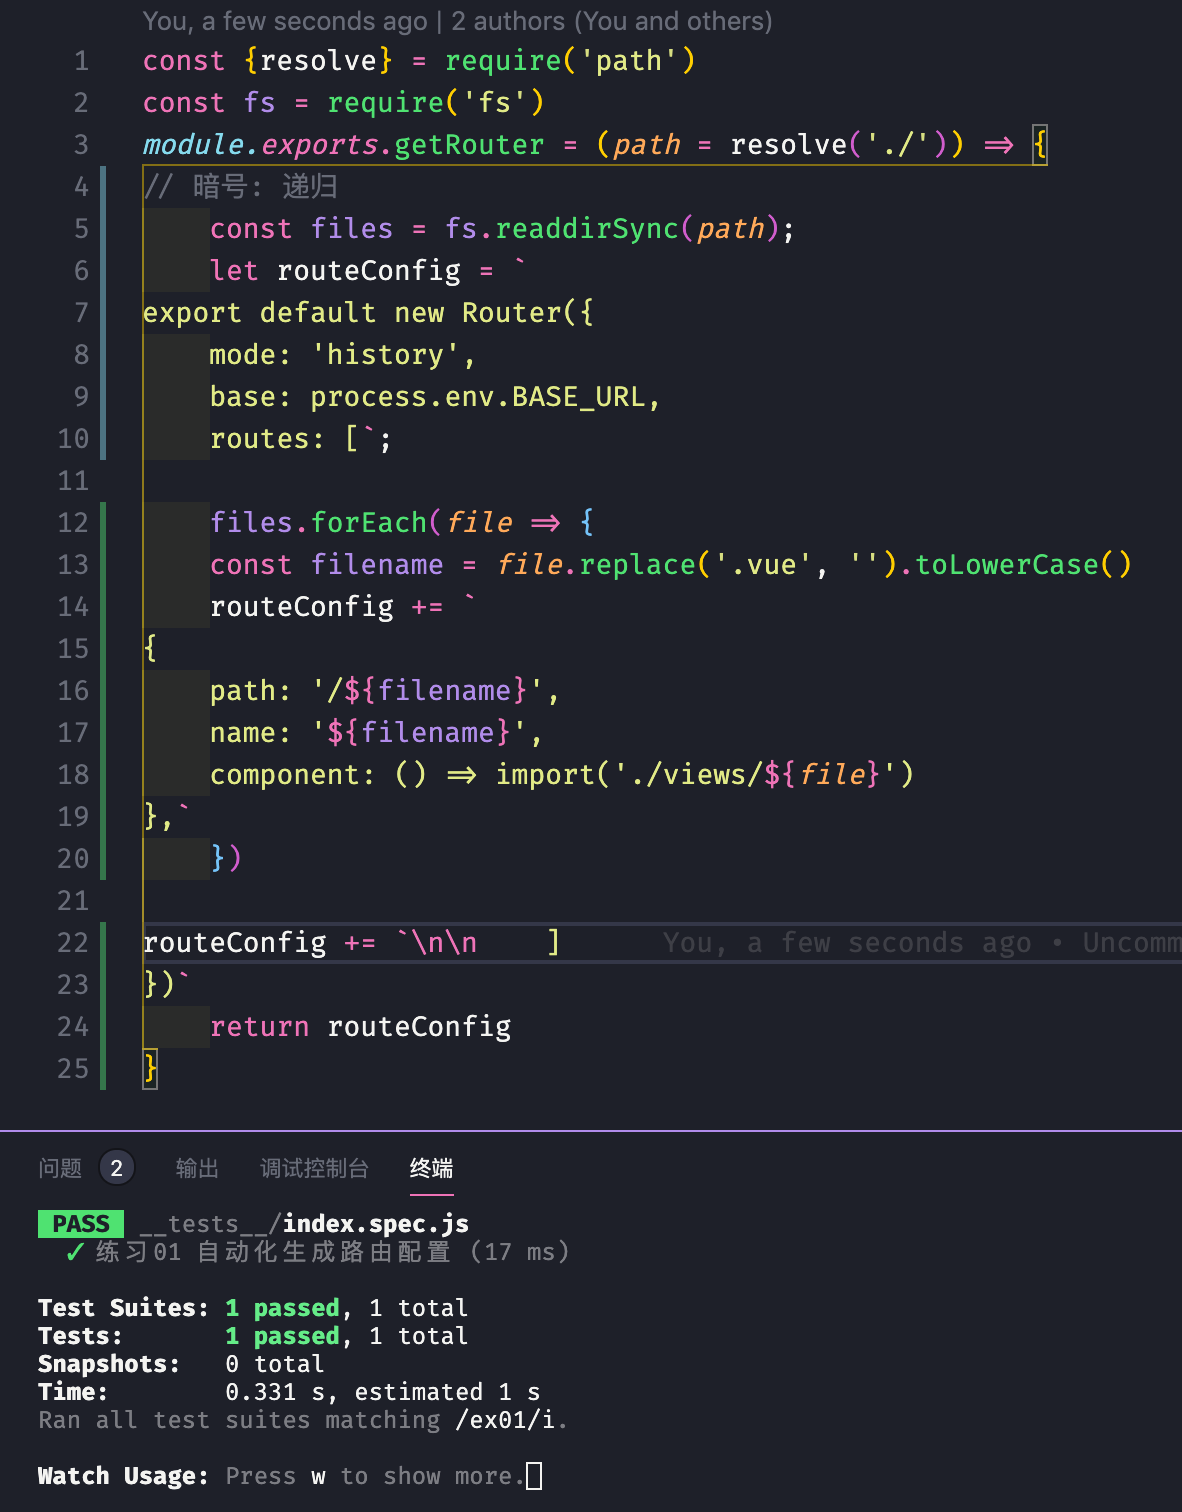 You, a few seconds ago | 2 authors (You and others)
1 const {resolve} = require('path')
2 const fs = require('fs')
3 module.exports.getRouter = (path = resolve('./')) => {
4 // 暗号: 递归
5     const files = fs.readdirSync(path);
6     let routeConfig = `
7 export default new Router({
8     mode: 'history',
9     base: process.env.BASE_URL,
10     routes: [`;
11
12     files.forEach(file => {
13     const filename = file.replace('.vue', '').toLowerCase()
14     routeConfig += `
15 {
16     path: '/${filename}',
17     name: '${filename}',
18     component: () => import('./views/${file}')
19 },`
20     })
21
22 routeConfig += `\n\n    ]    You, a few seconds ago • Uncomm
23 })`
24     return routeConfig
25 }
问题 2 输出 调试控制台 终端
PASS __tests__/index.spec.js
✓ 练习01 自动化生成路由配置 (17 ms)
Test Suites: 1 passed, 1 total
Tests: 1 passed, 1 total
Snapshots: 0 total
Time: 0.331 s, estimated 1 s
Ran all test suites matching /ex01/i.
Watch Usage: Press w to show more.